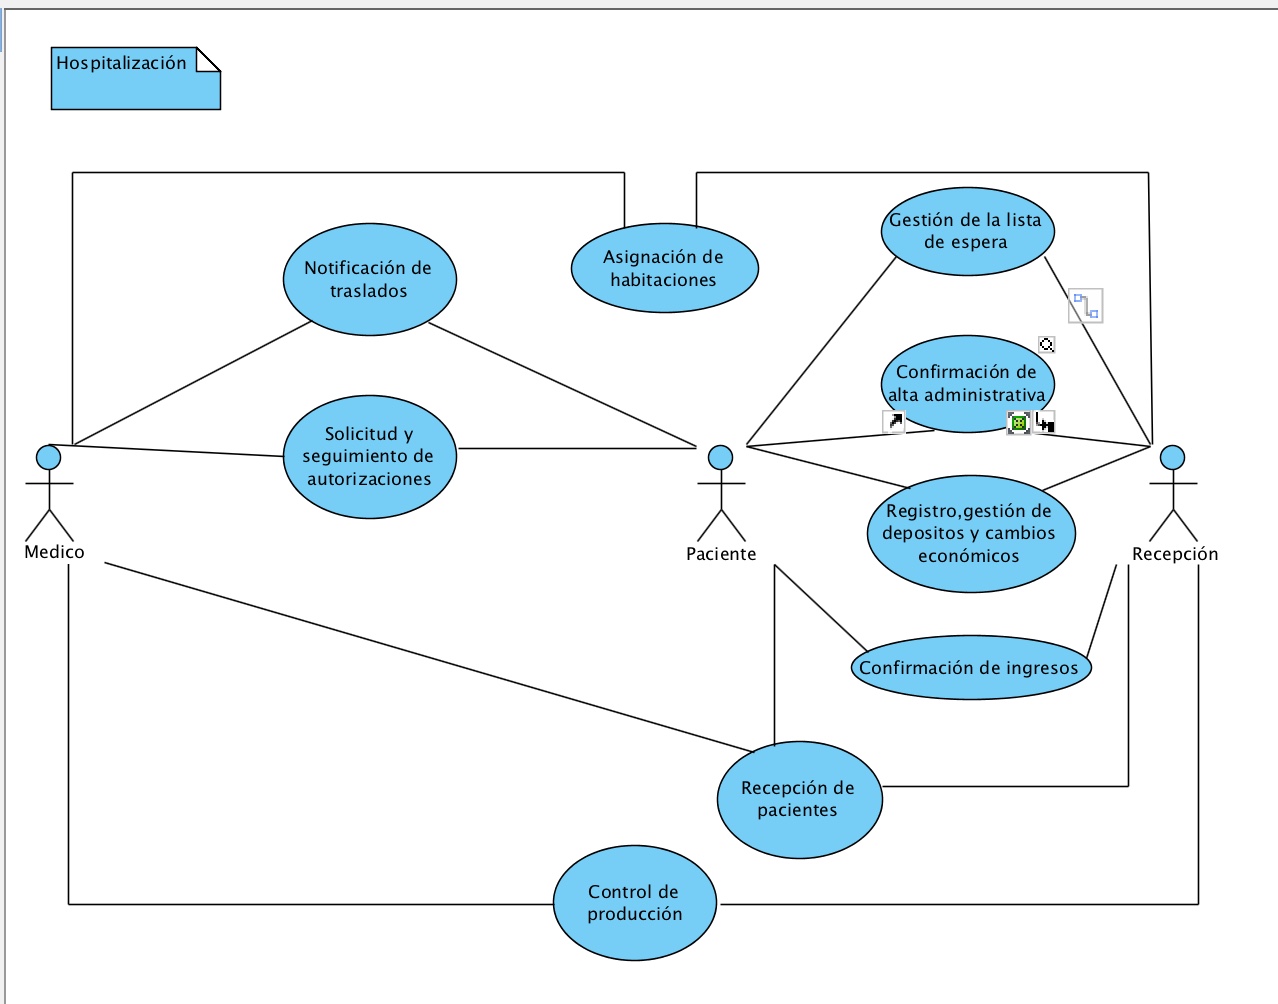 Hospitalización
Gestión de la lista
de espera
Asignación de
habitaciones
Notificación de
traslados
Confirmación de
alta administrativa
Solicitud y
seguimiento de
autorizaciones
Registro,gestión de
depositos y cambios
económicos
Medico
Paciente
Recepción
Confirmación de ingresos
Recepción de
pacientes
Control de
producción